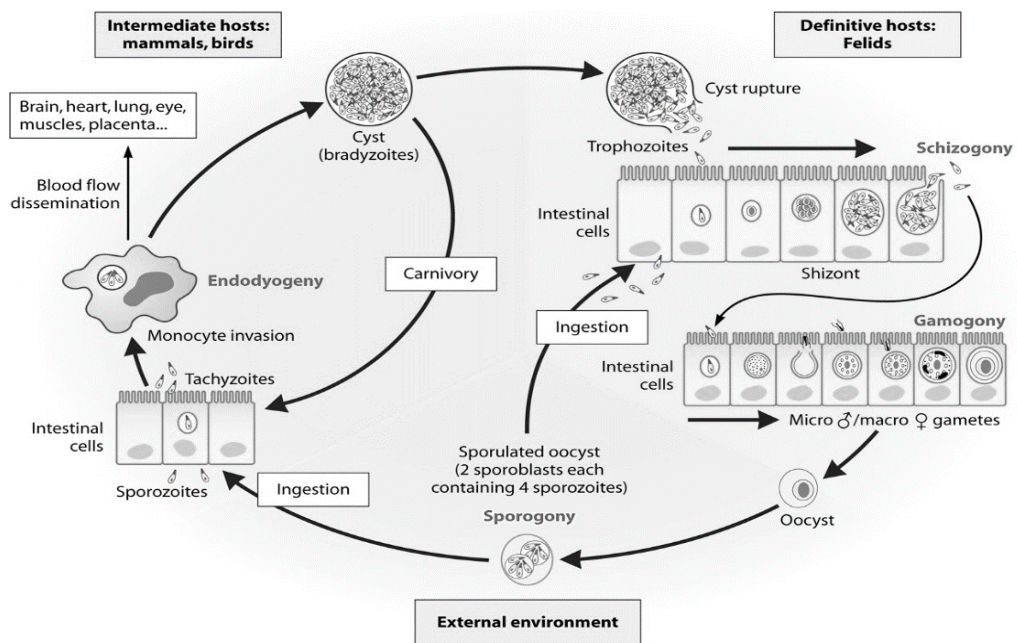 Intermediate hosts:
mammals, birds
Definitive hosts:
Felids
Brain, heart, lung, eye,
muscles, placenta...
Blood flow
dissemination
Cyst
(bradyzoites)
Cyst rupture
Trophozoites
Schizogony
Intestinal
cells
Shizont
Endodyogeny
Carnivory
Monocyte invasion
Ingestion
Gamogony
Tachyzoites
Intestinal
cells
Intestinal
cells
Micro ♂/macro ♀ gametes
Sporozoites
Ingestion
Sporulated oocyst
(2 sporoblasts each
containing 4 sporozoites)
Sporogony
Oocyst
External environment